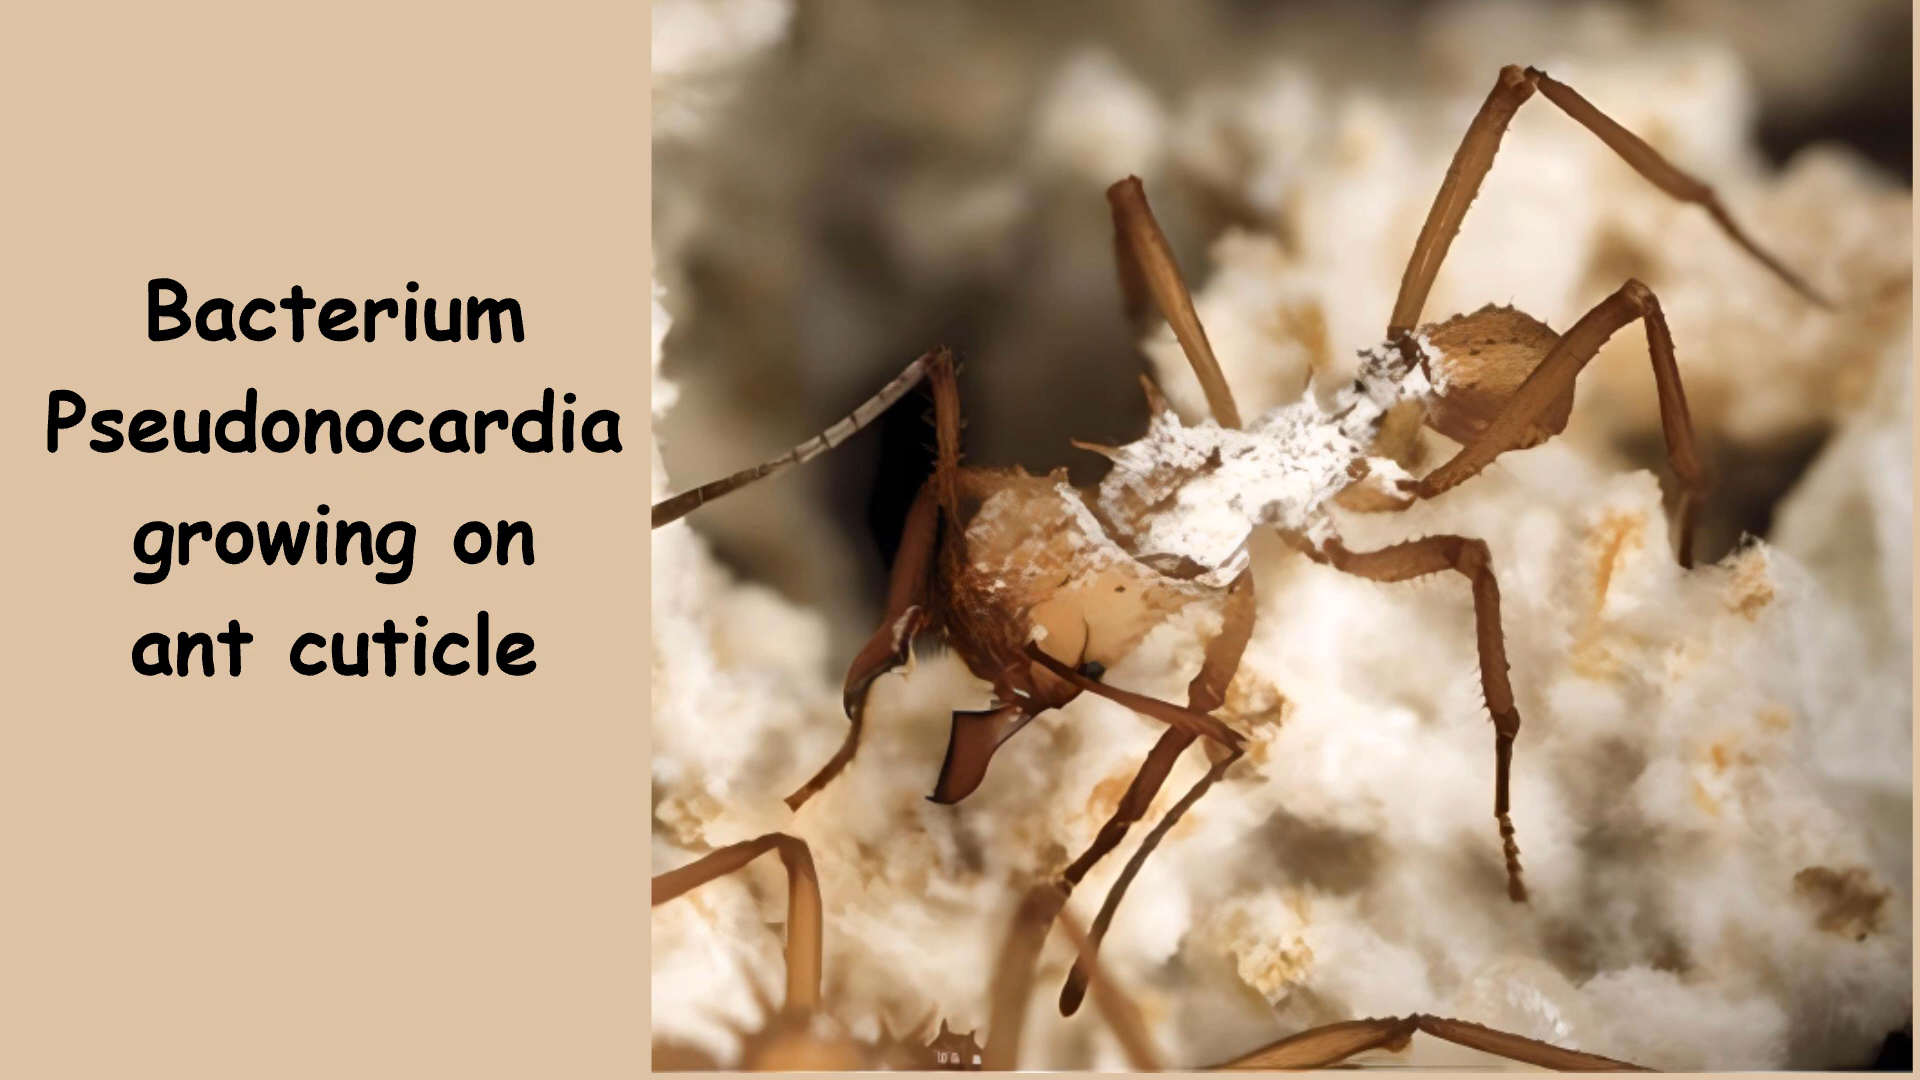 Bacterium
Pseudonocardia
growing on
ant cuticle